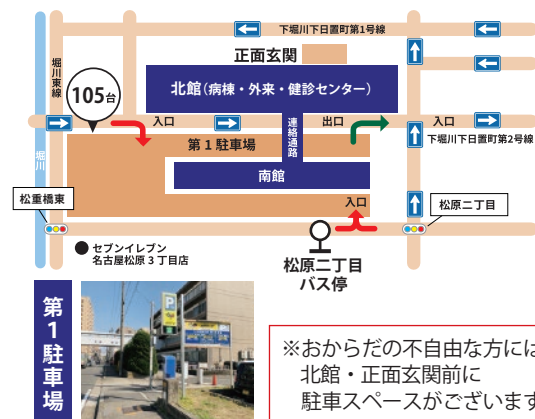 下堀川下日置町第1号線
正面玄関
堀川東線
105台
北館（病棟・外来・健診センター）
入口
連絡通路
出口
入口
下堀川下日置町第2号線
第1駐車場
堀川
南館
松重橋東
入口
松原二丁目
セブンイレブン
名古屋松原3丁目店
松原二丁目
バス停
第1駐車場
P
※おからだの不自由な方には
北館・正面玄関前に
駐車スペースがございます